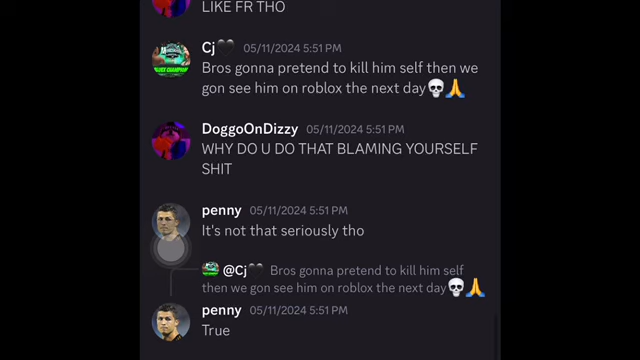 LIKE FR THO
Cj🖤 05/11/2024 5:51 PM
Bros gonna pretend to kill him self then we
gon see him on roblox the next day💀🙏
DoggoOnDizzy 05/11/2024 5:51 PM
WHY DO U DO THAT BLAMING YOURSELF
SHIT
penny 05/11/2024 5:51 PM
It's not that seriously tho
@Cj🖤 Bros gonna pretend to kill him self
then we gon see him on roblox the next day💀🙏
penny 05/11/2024 5:51 PM
True